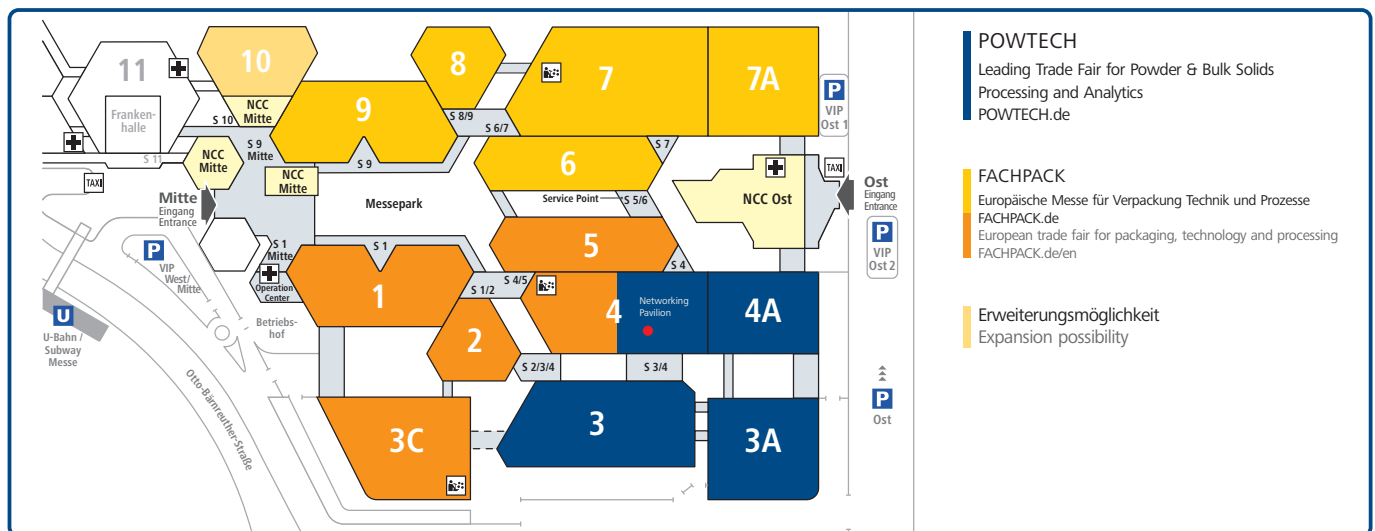 11
Franken-
halle
S 11
10
NCC
Mitte
S 10
S 9
Mitte
NCC
Mitte
NCC
Mitte
9
S 9
8
S 8/9
S 6/7
7
7A
P
VIP
Ost 1
6
S 7
Service Point
S 5/6
NCC Ost
TAXI
Ost
Eingang
Entrance
P
VIP
Ost 2
TAXI
Mitte
Eingang
Entrance
Messepark
P
VIP
West/
Mitte
S 1
Mitte
Operation
Center
Betriebs-
hof
U
U-Bahn /
Subway
Messe
Otto-Bärnreuther-Straße
S 1
1
S 1/2
S 4/5
5
S 4
4
Networking
Pavilion
4A
2
S 2/3/4
S 3/4
3C
3
3A
P
Ost
POWTECH
Leading Trade Fair for Powder & Bulk Solids
Processing and Analytics
POWTECH.de
FACHPACK
Europäische Messe für Verpackung Technik und Prozesse
FACHPACK.de
European trade fair for packaging, technology and processing
FACHPACK.de/en
Erweiterungsmöglichkeit
Expansion possibility